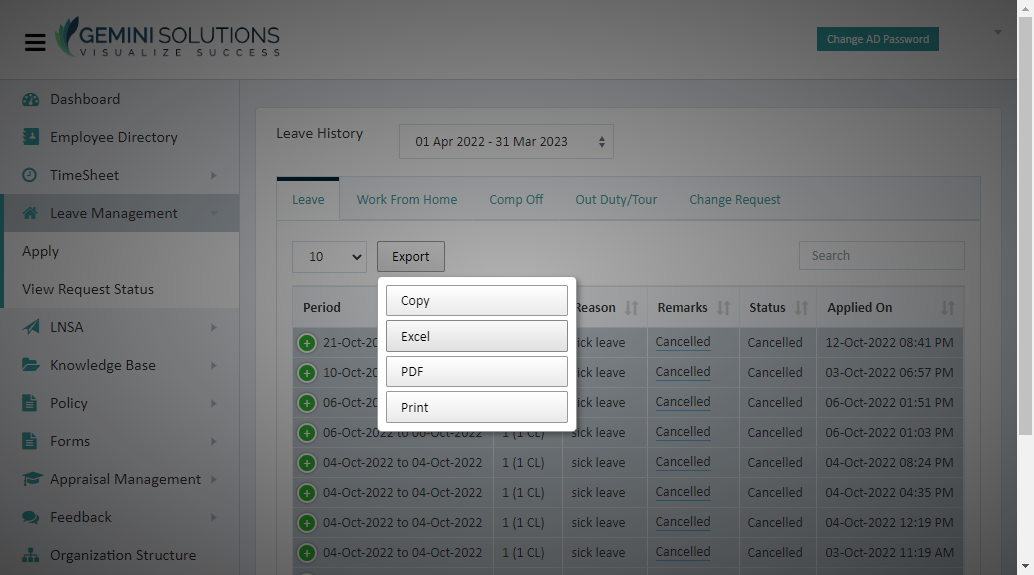 GEMINI SOLUTIONS
VISUALIZE SUCCESS
Change AD Password
Dashboard
Employee Directory
TimeSheet
Leave Management
Apply
View Request Status
LNSA
Knowledge Base
Policy
Forms
Appraisal Management
Feedback
Organization Structure
Leave History
01 Apr 2022 - 31 Mar 2023
Leave Work From Home Comp Off Out Duty/Tour Change Request
10 Export Search
Copy
Excel
PDF
Print
Period Reason Remarks Status Applied On
21-Oct-20 sick leave Cancelled Cancelled 12-Oct-2022 08:41 PM
10-Oct-20 sick leave Cancelled Cancelled 03-Oct-2022 06:57 PM
06-Oct-20 sick leave Cancelled Cancelled 06-Oct-2022 01:51 PM
06-Oct-2022 to 06-Oct-2022 1 (1 CL) sick leave Cancelled Cancelled 06-Oct-2022 01:03 PM
04-Oct-2022 to 04-Oct-2022 1 (1 CL) sick leave Cancelled Cancelled 04-Oct-2022 08:24 PM
04-Oct-2022 to 04-Oct-2022 1 (1 CL) sick leave Cancelled Cancelled 04-Oct-2022 04:35 PM
04-Oct-2022 to 04-Oct-2022 1 (1 CL) sick leave Cancelled Cancelled 04-Oct-2022 12:19 PM
04-Oct-2022 to 04-Oct-2022 1 (1 CL) sick leave Cancelled Cancelled 03-Oct-2022 11:19 AM